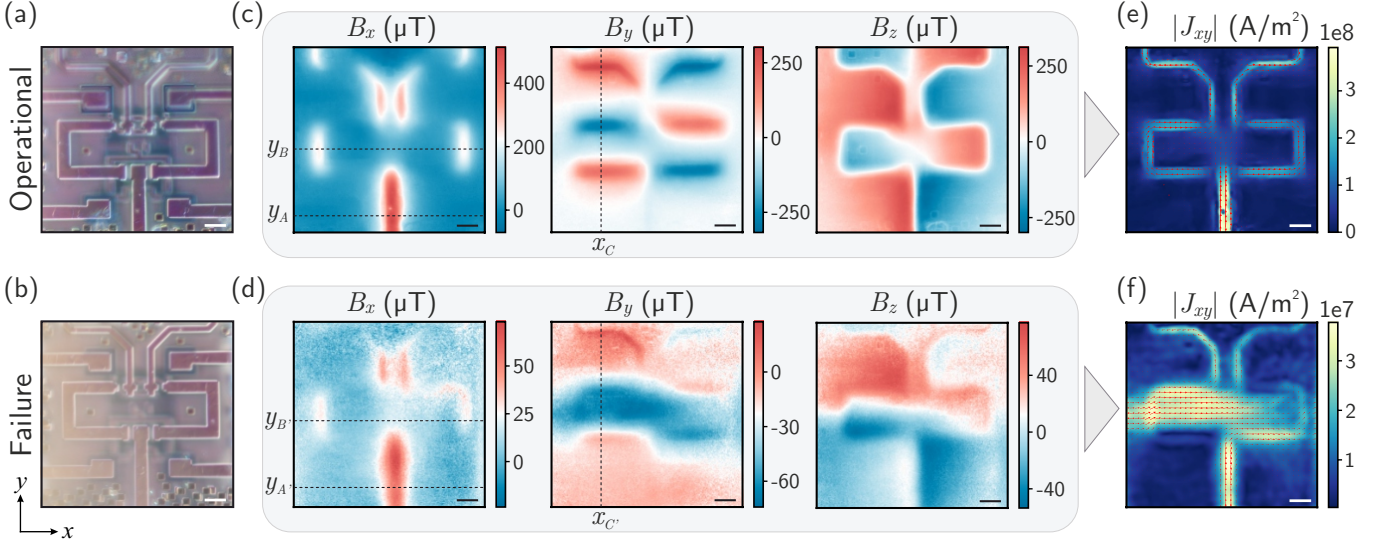 (a)
(c)
Bx (µT)
By (µT)
Bz (µT)
(e)
|Jxy| (A/m²)
1e8
Operational
yB
yA
400
200
0
xC
250
0
-250
250
0
-250
3
2
1
0
(b)
(d)
Bx (µT)
By (µT)
Bz (µT)
(f)
|Jxy| (A/m²)
1e7
Failure
yB'
yA'
50
25
0
xC'
0
-30
-60
40
0
-40
3
2
1
y
x